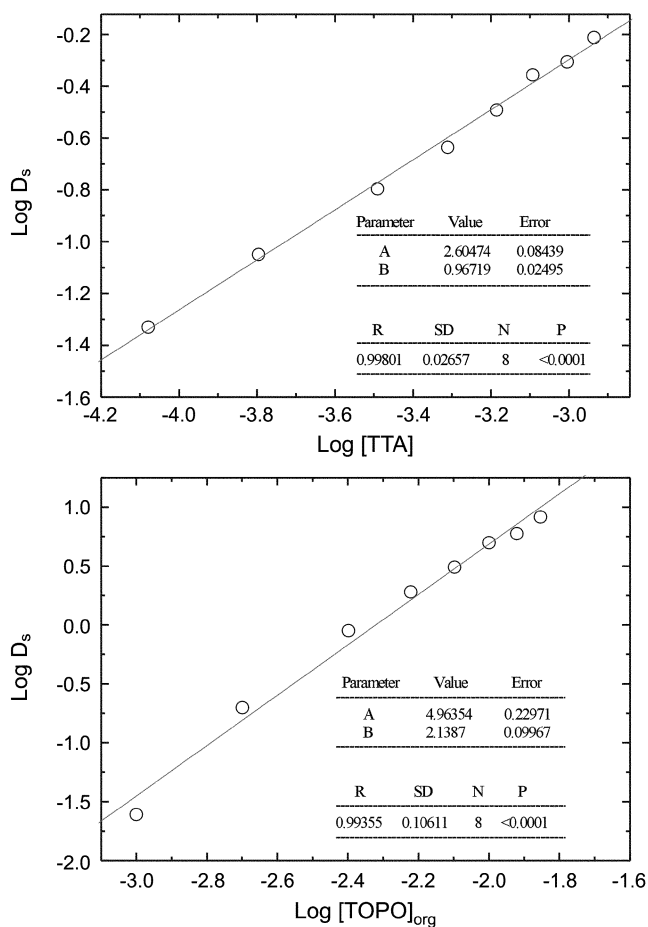 -0.2
-0.4
-0.6
-0.8
-1.0
-1.2
-1.4
-1.6
Log Ds
Parameter Value Error
A 2.60474 0.08439
B 0.96719 0.02495
R SD N P
0.99801 0.02657 8 <0.0001
-4.2 -4.0 -3.8 -3.6 -3.4 -3.2 -3.0
Log [TTA]
1.0
0.5
0.0
-0.5
-1.0
-1.5
-2.0
Log Ds
Parameter Value Error
A 4.96354 0.22971
B 2.1387 0.09967
R SD N P
0.99355 0.10611 8 <0.0001
-3.0 -2.8 -2.6 -2.4 -2.2 -2.0 -1.8 -1.6
Log [TOPO]org